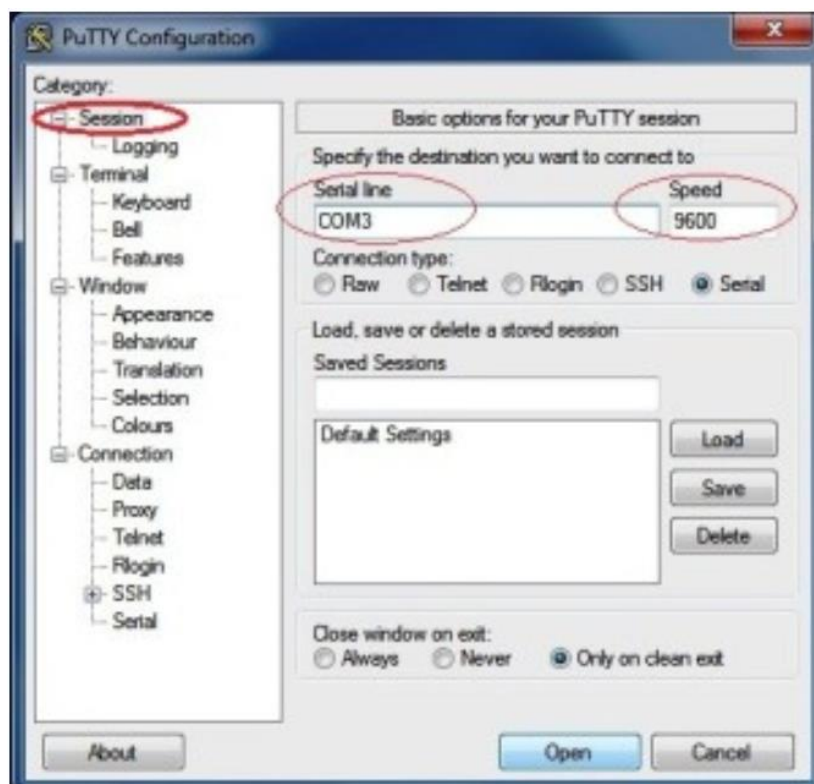 PuTTY Configuration
Category:
Session
Logging
Terminal
Keyboard
Bell
Features
Window
Appearance
Behaviour
Translation
Selection
Colours
Connection
Data
Proxy
Telnet
Rlogin
SSH
Serial
Basic options for your PuTTY session
Specify the destination you want to connect to
Serial line Speed
COM3 9600
Connection type:
Raw Telnet Rlogin SSH Serial
Load, save or delete a stored session
Saved Sessions
Default Settings
Load
Save
Delete
Close window on exit:
Always Never Only on clean exit
About Open Cancel